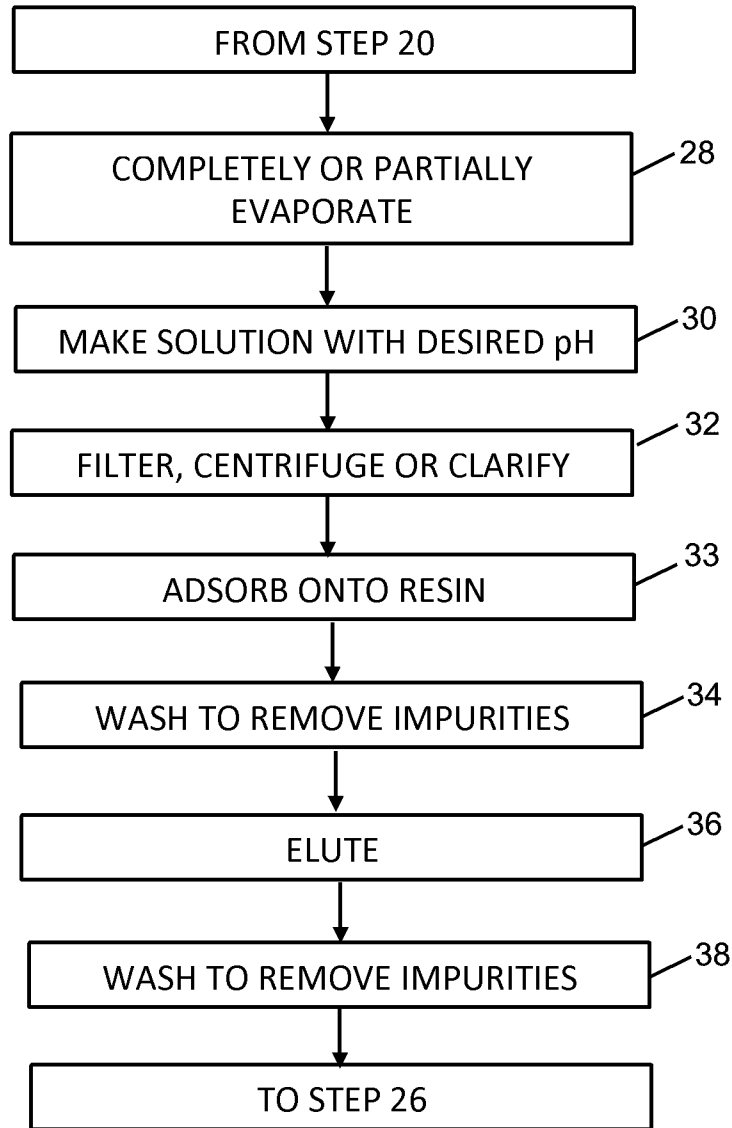 FROM STEP 20
COMPLETELY OR PARTIALLY
EVAPORATE
28
MAKE SOLUTION WITH DESIRED pH
30
FILTER, CENTRIFUGE OR CLARIFY
32
ADSORB ONTO RESIN
33
WASH TO REMOVE IMPURITIES
34
ELUTE
36
WASH TO REMOVE IMPURITIES
38
TO STEP 26